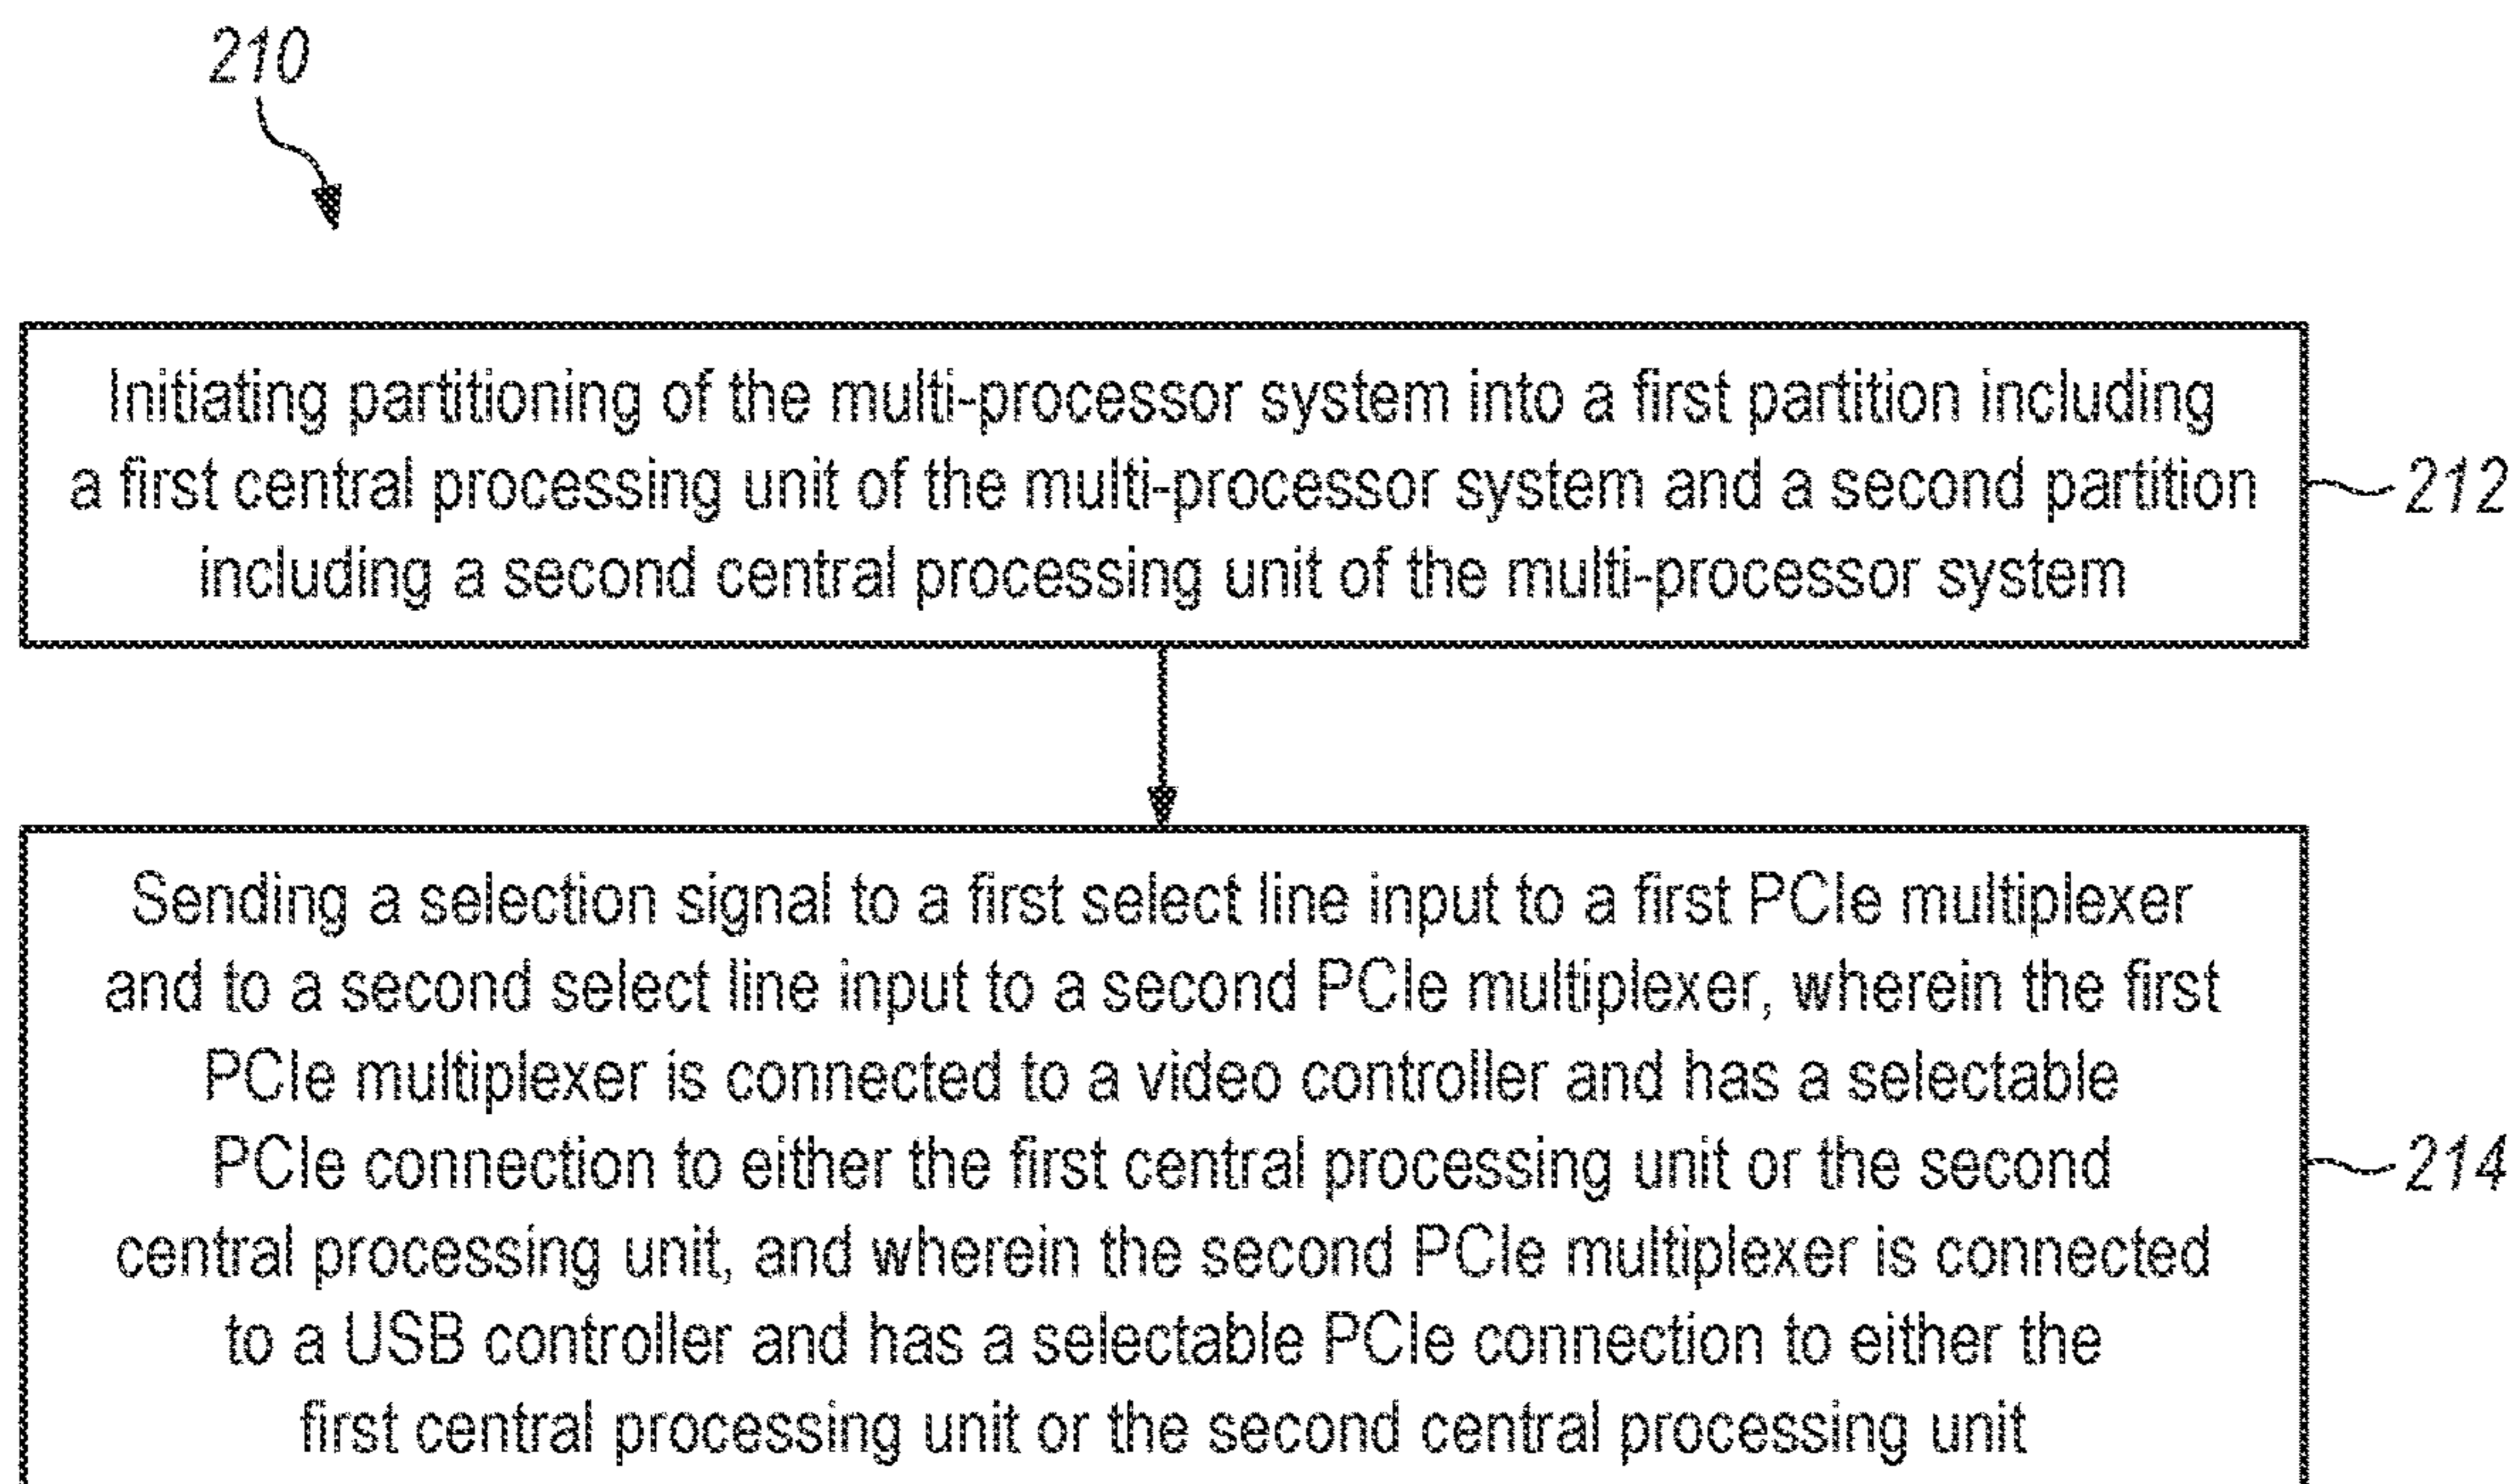 210
Initiating partitioning of the multi-processor system into a first partition including
a first central processing unit of the multi-processor system and a second partition
including a second central processing unit of the multi-processor system
212
Sending a selection signal to a first select line input to a first PCIe multiplexer
and to a second select line input to a second PCIe multiplexer, wherein the first
PCIe multiplexer is connected to a video controller and has a selectable
PCIe connection to either the first central processing unit or the second
central processing unit, and wherein the second PCIe multiplexer is connected
to a USB controller and has a selectable PCIe connection to either the
first central processing unit or the second central processing unit
214